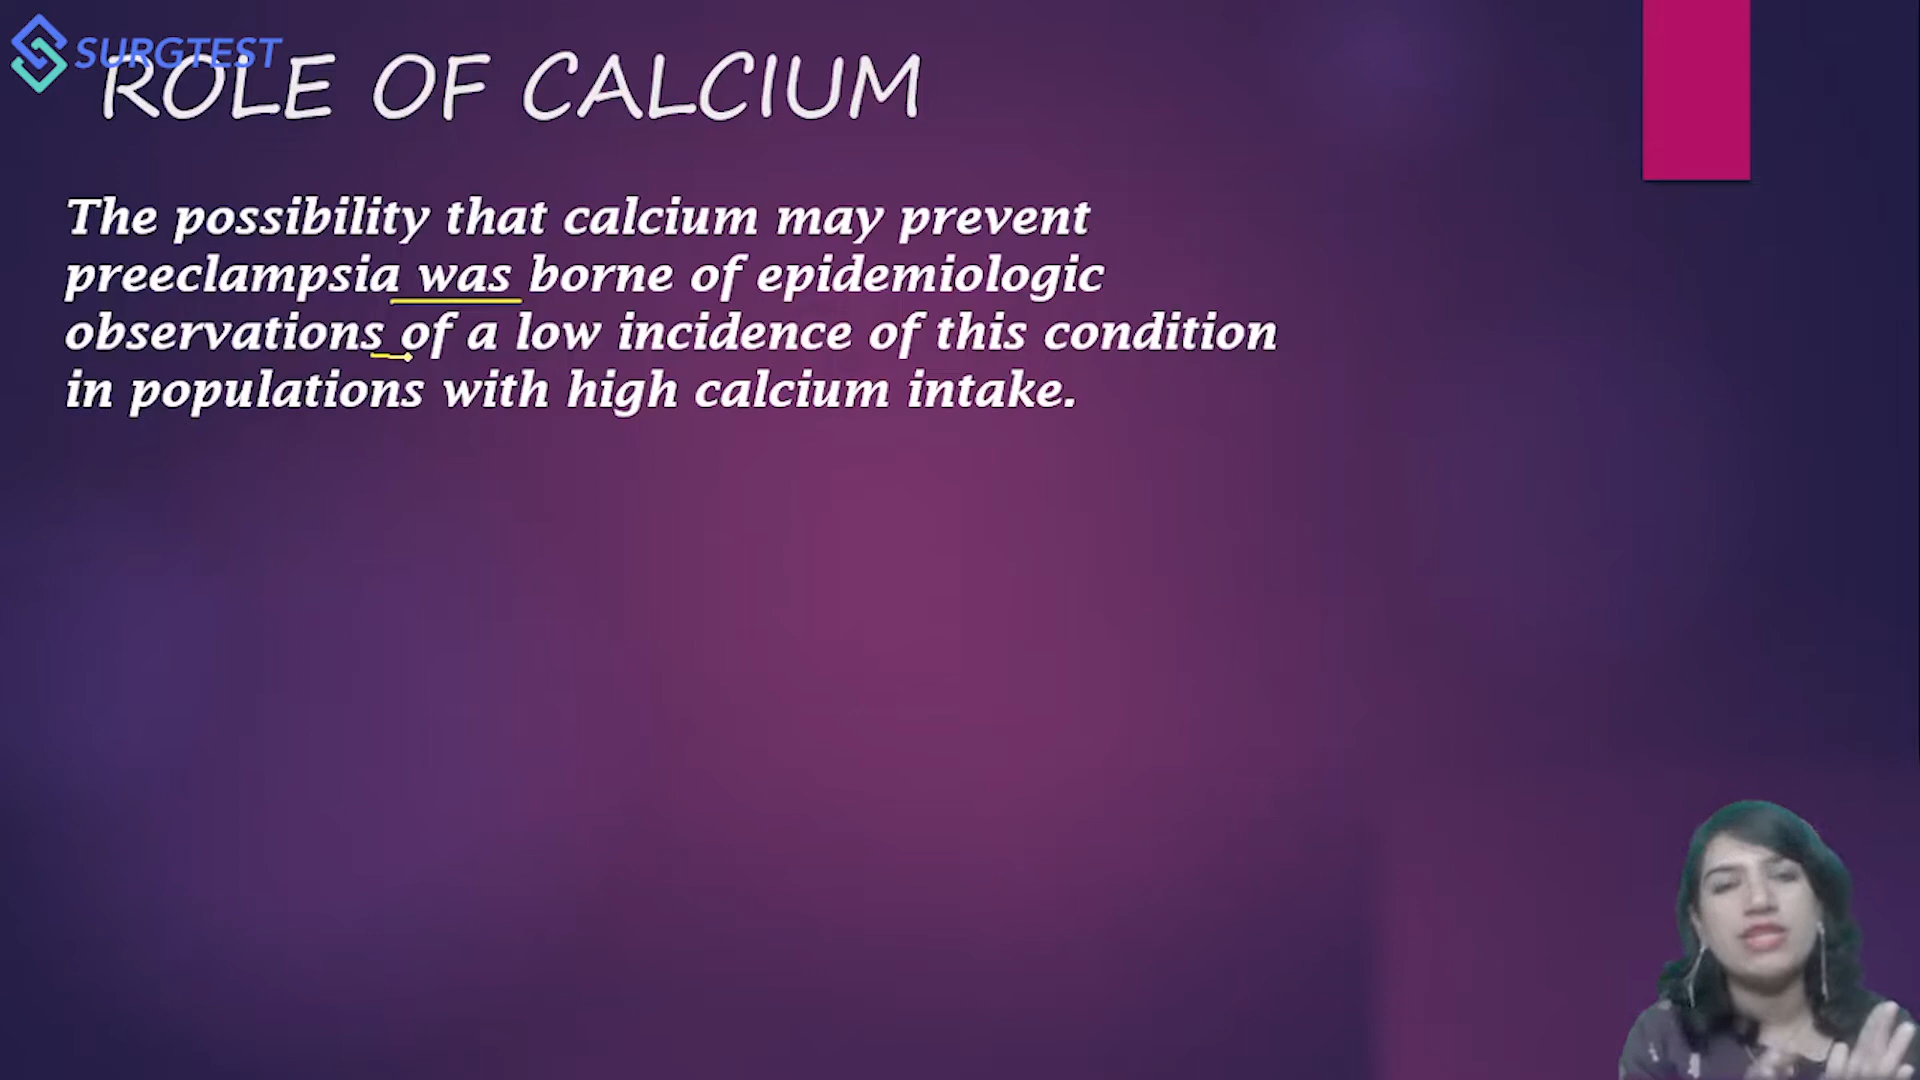 SURGTEST
ROLE OF CALCIUM
The possibility that calcium may prevent
preeclampsia was borne of epidemiologic
observations of a low incidence of this condition
in populations with high calcium intake.